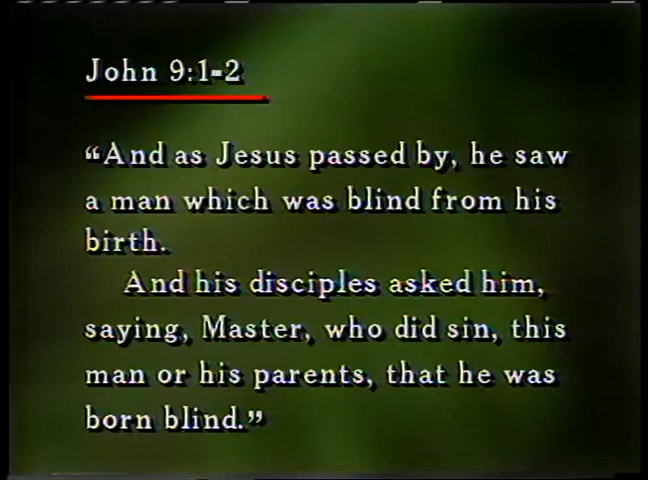 John 9:1-2
“And as Jesus passed by, he saw
a man which was blind from his
birth.
And his disciples asked him,
saying, Master, who did sin, this
man or his parents, that he was
born blind.”